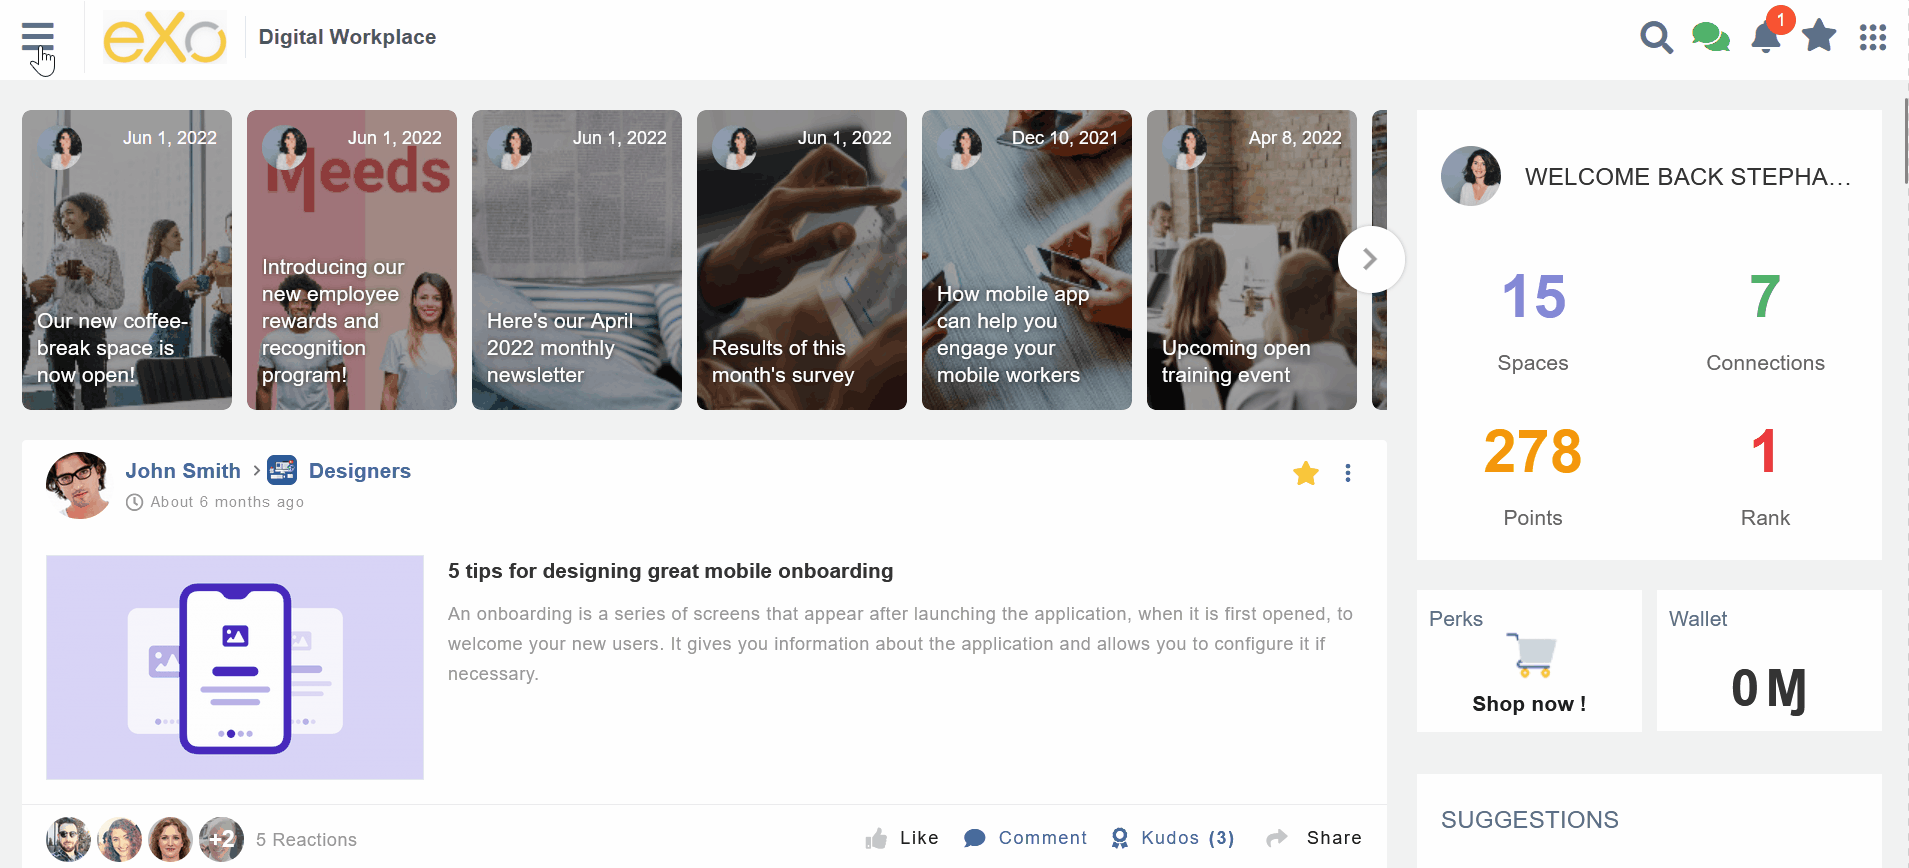 eXo
Digital Workplace
1
Jun 1, 2022
Our new coffee-
break space is
now open!
Jun 1, 2022
Meeds
Introducing our
new employee
rewards and
recognition
program!
Jun 1, 2022
Here's our April
2022 monthly
newsletter
Jun 1, 2022
Results of this
month's survey
Dec 10, 2021
How mobile app
can help you
engage your
mobile workers
Apr 8, 2022
Upcoming open
training event
WELCOME BACK STEPHA...
15
Spaces
7
Connections
278
Points
1
Rank
John Smith > Designers
About 6 months ago
5 tips for designing great mobile onboarding
An onboarding is a series of screens that appear after launching the application, when it is first opened, to
welcome your new users. It gives you information about the application and allows you to configure it if
necessary.
+2
5 Reactions
Like
Comment
Kudos (3)
Share
Perks
Shop now !
Wallet
0 M
SUGGESTIONS